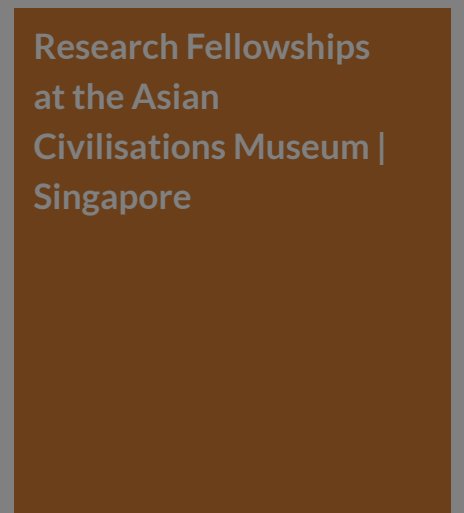 Research Fellowships
at the Asian
Civilisations Museum |
Singapore